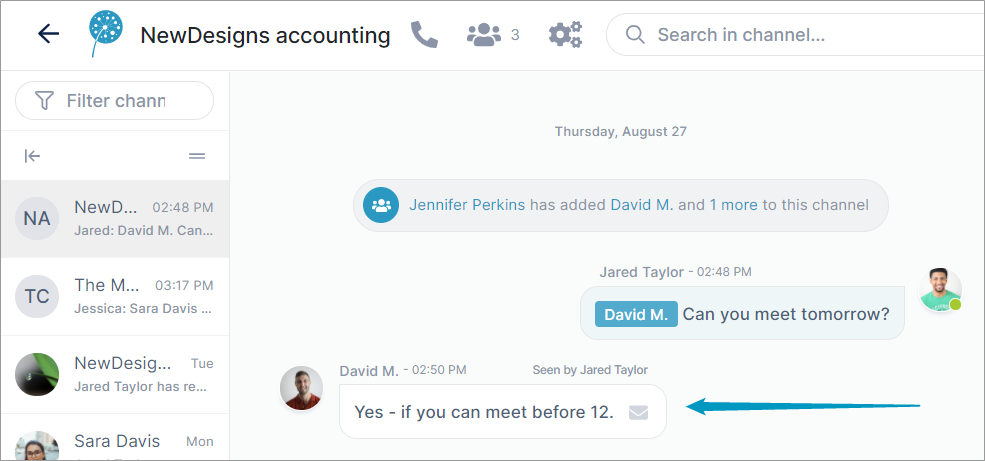 NewDesigns accounting
3
Search in channel...
Filter chann
NA
NewD... 02:48 PM
Jared: David M. Can...
TC
The M... 03:17 PM
Jessica: Sara Davis ...
NewDesig... Tue
Jared Taylor has re...
Sara Davis Mon
Thursday, August 27
Jennifer Perkins has added David M. and 1 more to this channel
Jared Taylor - 02:48 PM
David M. Can you meet tomorrow?
David M. - 02:50 PM Seen by Jared Taylor
Yes - if you can meet before 12.